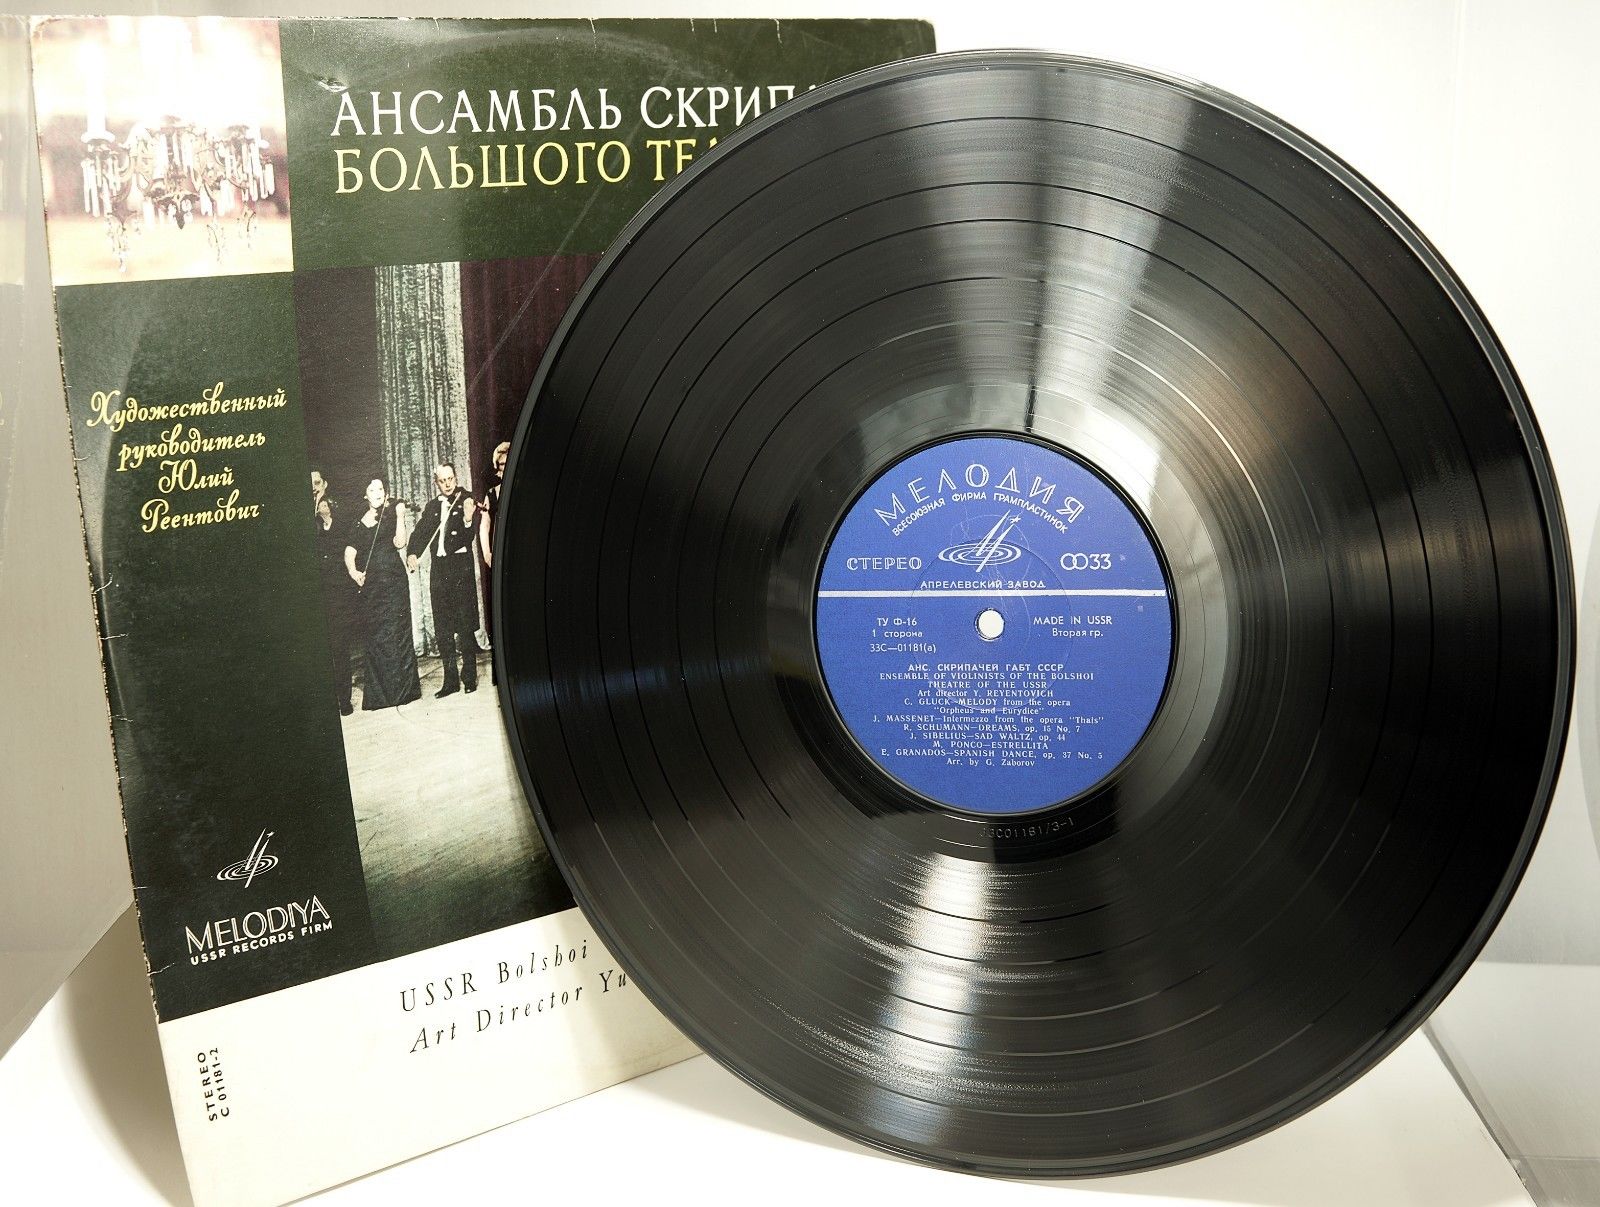 АНСАМБЛЬ
БОЛЬШОГО
Художественный
руководитель
Юлий
Реентович
MELODIYA
USSR RECORDS FIRM
USSR Bolshoi
Art Director
STEREO
C 01181-2
МЕЛОДИЯ
ВСЕСОЮЗНАЯ ФИРМА ГРАМПЛАСТИНОК
СТЕРЕО
33
АПРЕЛЕВСКИЙ ЗАВОД
ТУ Ф-16
1 сторона
33С—01181(а)
MADE IN USSR
Вторая гр.
АНС. СКРИПАЧЕЙ ГАБТ СССР
ENSEMBLE OF VIOLINISTS OF THE BOLSHOI
THEATRE OF THE USSR
Art director Y. REYENTOVICH
C. GLUCK—MELODY from the opera
"Orpheus and Eurydice"
J. MASSENET—Intermezzo from the opera "Thais"
R. SCHUMANN—DREAMS, op. 15 No. 7
J. SIBELIUS—SAD WALTZ, op. 44
M. PONCO—ESTRELLITA
E. GRANADOS—SPANISH DANCE, op. 37 No. 5
Arr. by G. Zaborov